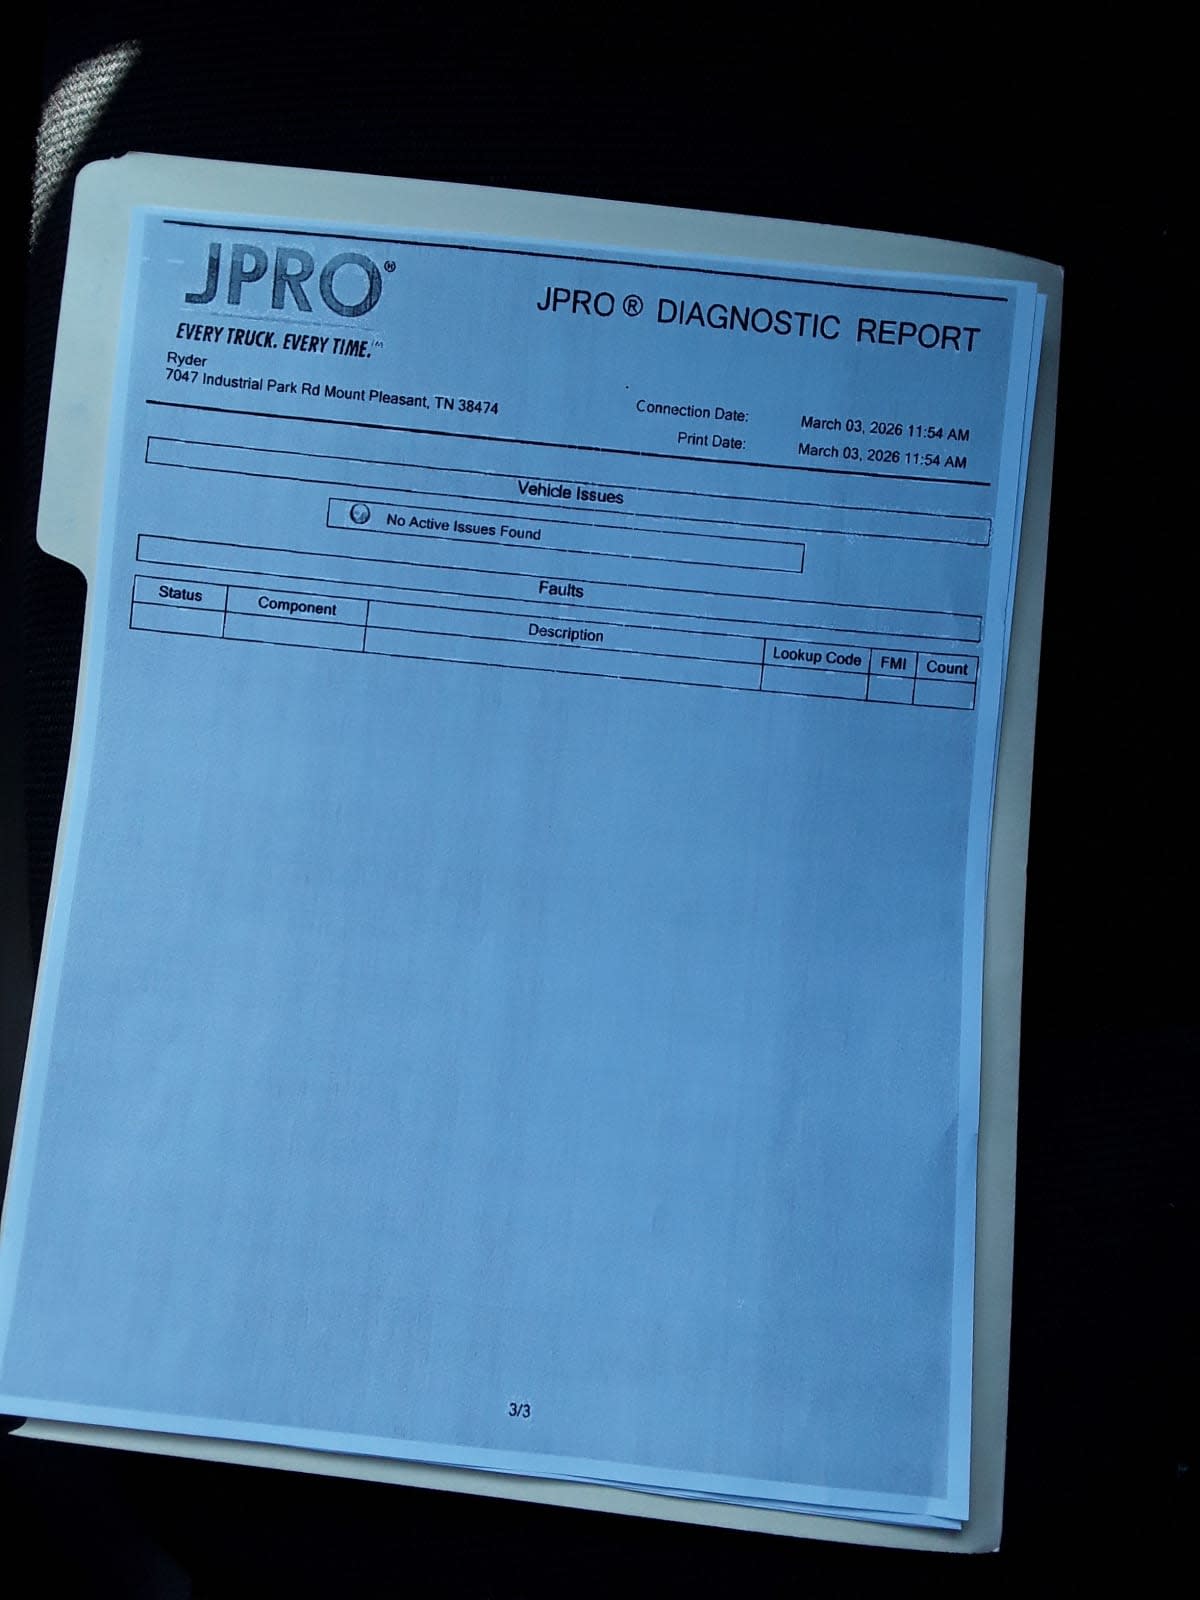 JPRO®
EVERY TRUCK. EVERY TIME.™
JPRO ® DIAGNOSTIC REPORT
Ryder
7047 Industrial Park Rd Mount Pleasant, TN 38474
Connection Date: March 03, 2026 11:54 AM
Print Date: March 03, 2026 11:54 AM
Vehicle Issues
No Active Issues Found
Faults
Status Component Description Lookup Code FMI Count
3/3